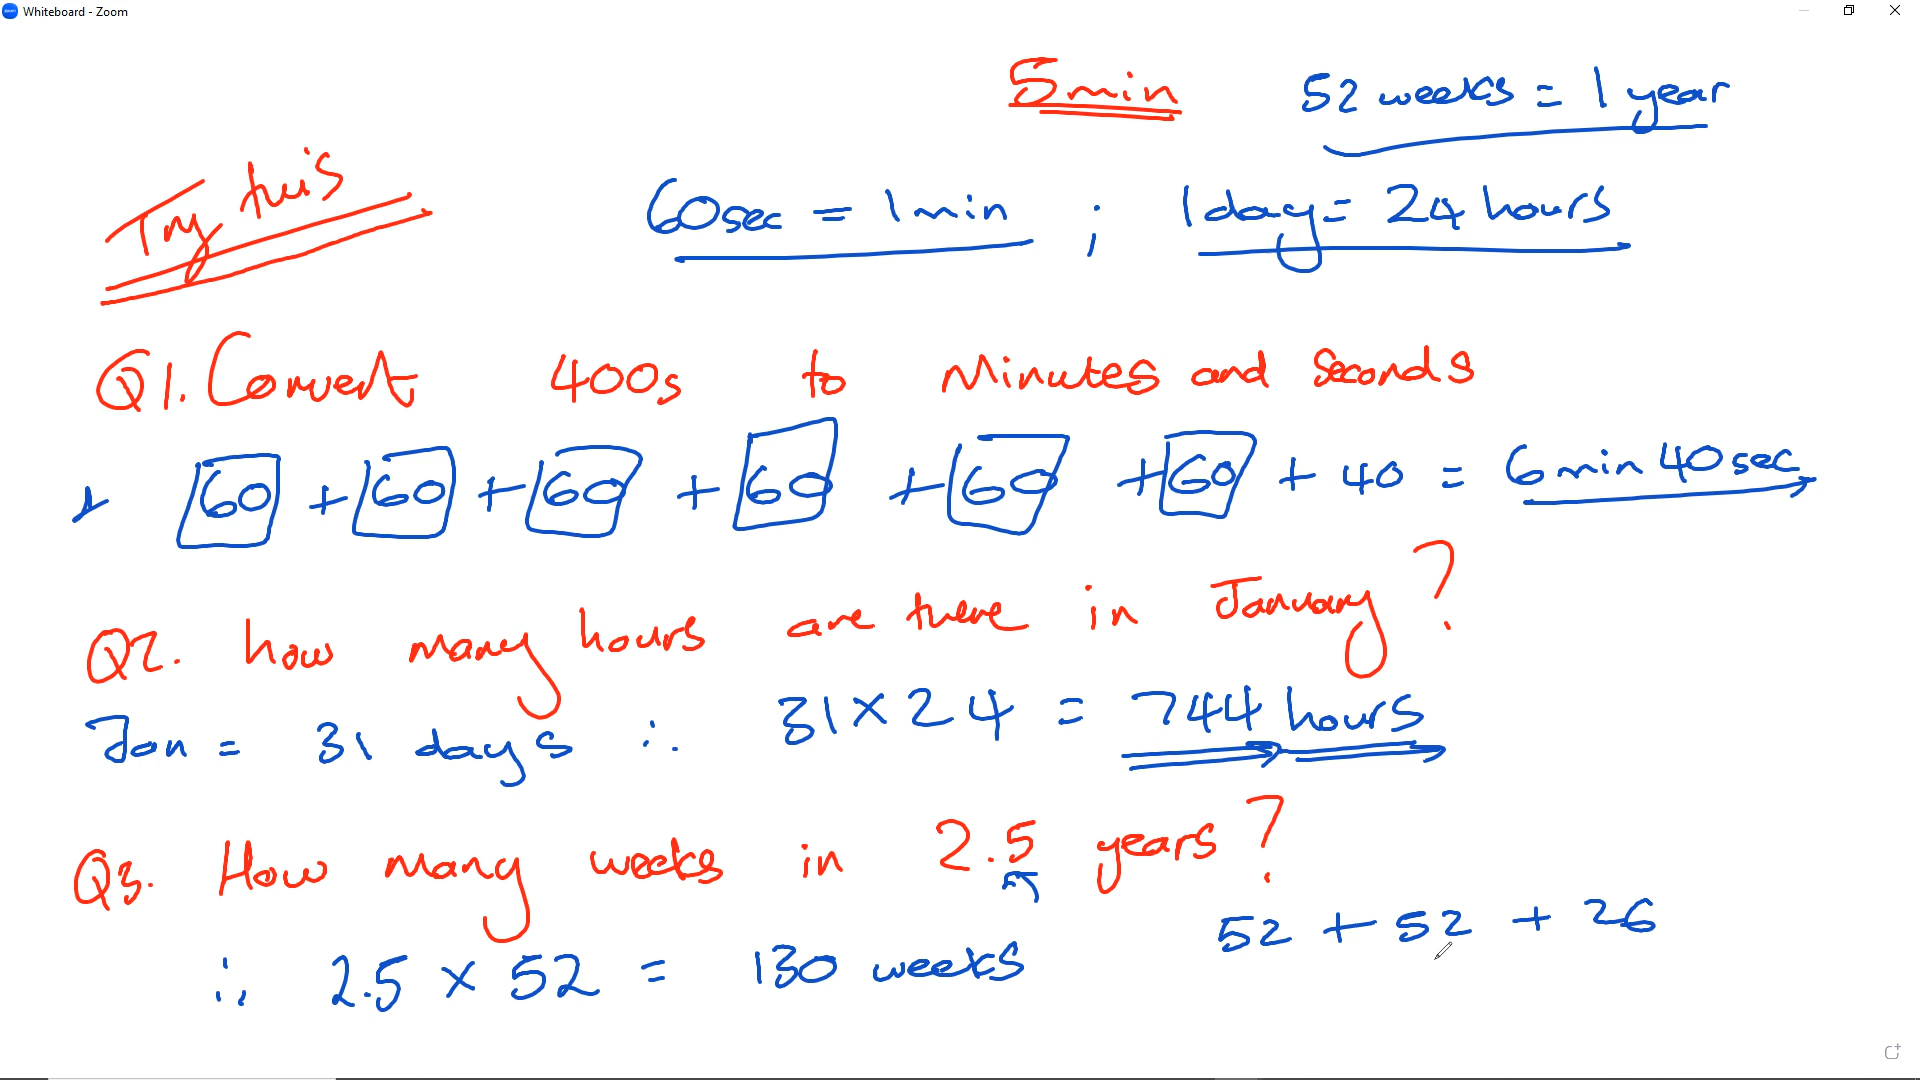 Whiteboard - Zoom
5min
52 weeks = 1 year
Try this
60sec = 1min ; 1day = 24 hours
Q1. Convert 400s to Minutes and Seconds
60 + 60 + 60 + 60 + 60 + 60 + 40 = 6min 40sec
Q2. how many hours are there in January?
Jan = 31 days ∴ 31 × 24 = 744 hours
Q3. How many weeks in 2.5 years?
52 + 52 + 26
∴ 2.5 × 52 = 130 weeks